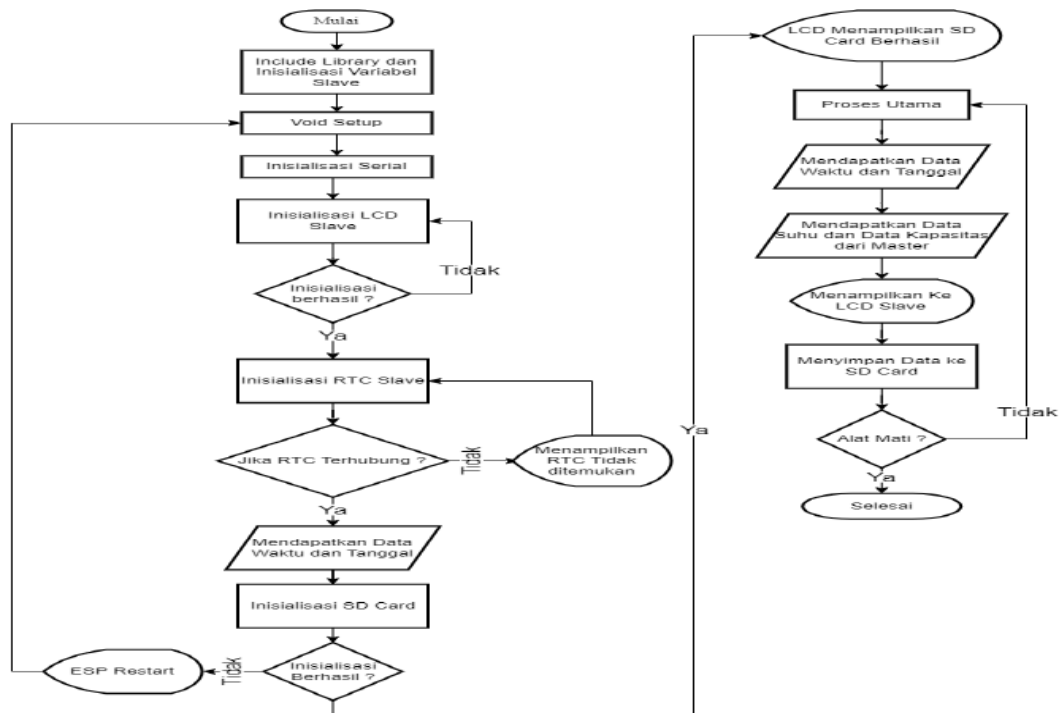 Mulai
Include Library dan
Inisialisasi Variabel
Slave
Void Setup
Inisialisasi Serial
Inisialisasi LCD
Slave
Tidak
Inisialisasi
berhasil ?
Ya
Inisialisasi RTC Slave
Jika RTC Terhubung ?
Tidak
Menampilkan
RTC Tidak
ditemukan
Ya
Mendapatkan Data
Waktu dan Tanggal
Inisialisasi SD Card
Inisialisasi
Berhasil ?
Tidak
ESP Restart
Ya
LCD Menampilkan SD
Card Berhasil
Proses Utama
Mendapatkan Data
Waktu dan Tanggal
Mendapatkan Data
Suhu dan Data Kapasitas
dari Master
Menampilkan Ke
LCD Slave
Menyimpan Data ke
SD Card
Tidak
Alat Mati ?
Ya
Selesai